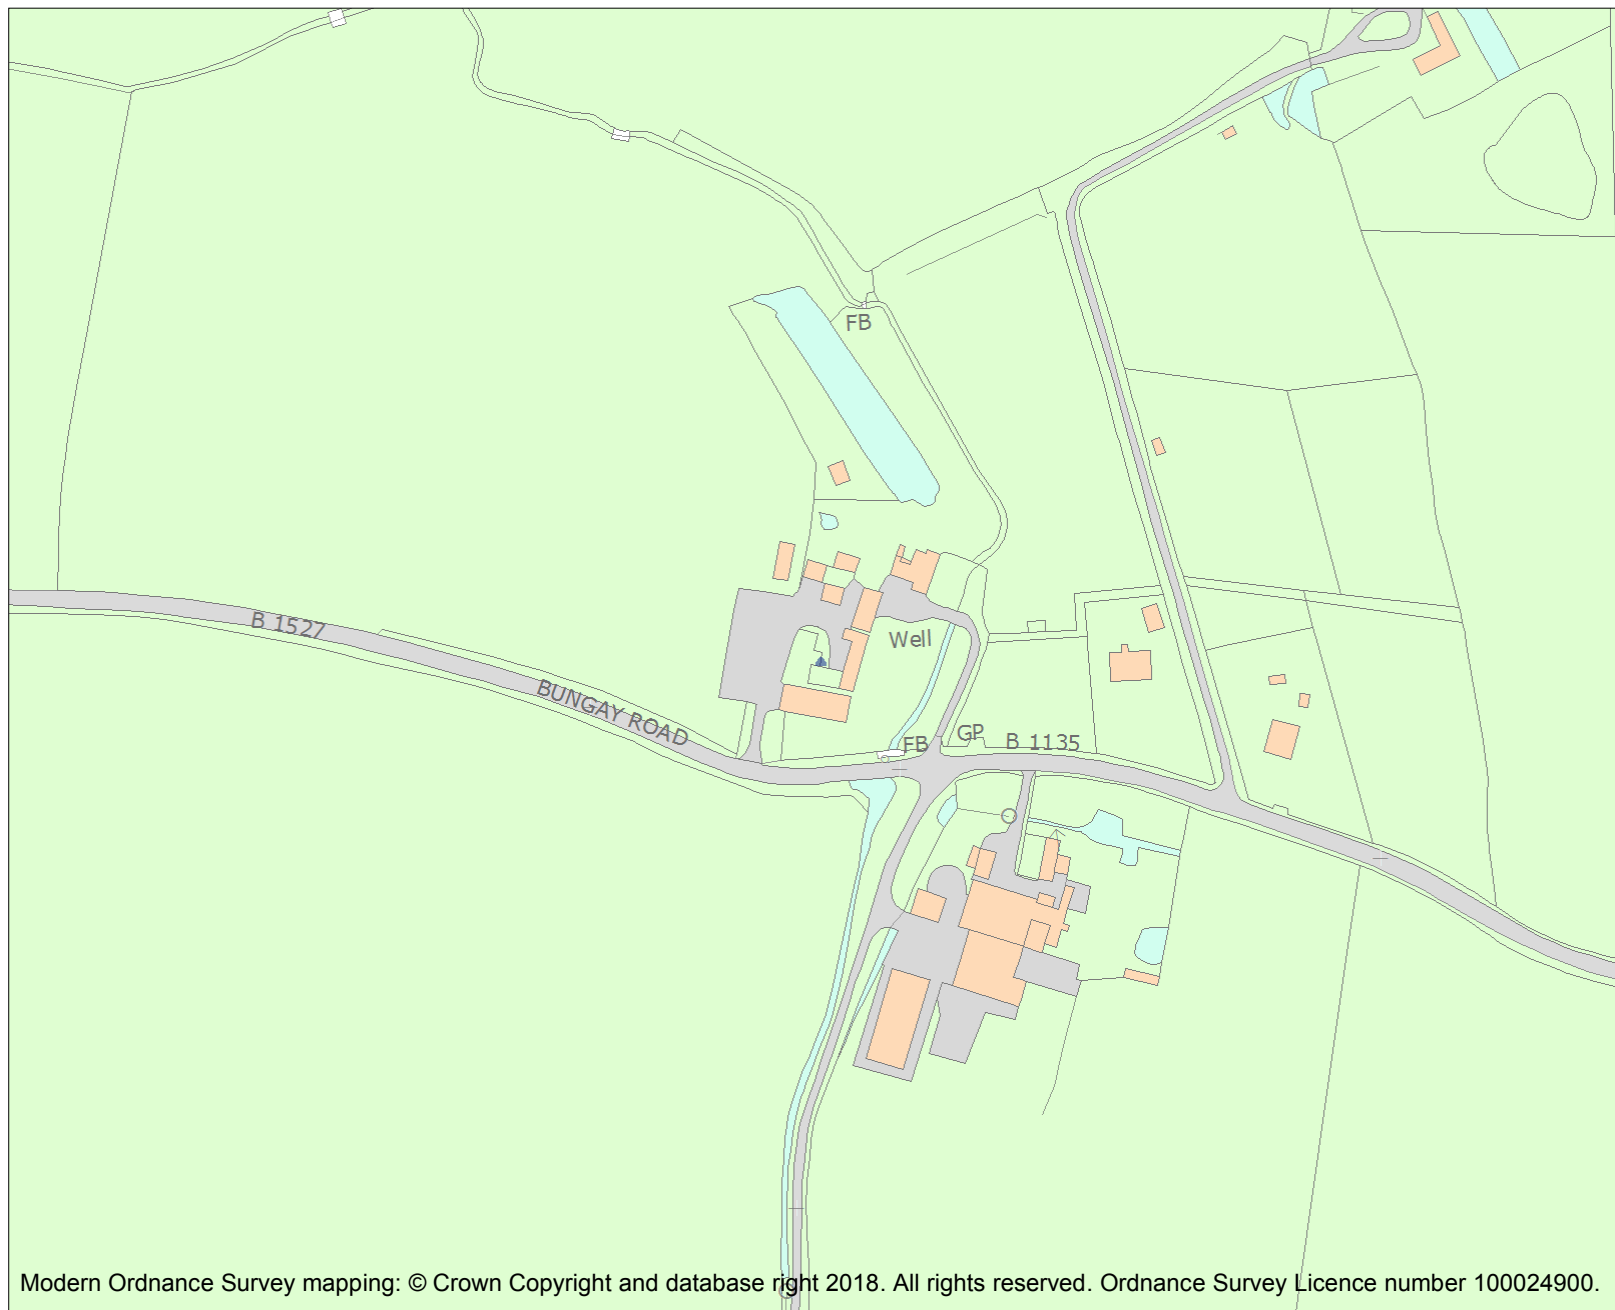 FB
B 1527
Well
BUNGAY ROAD
FB
GP
B 1135
Modern Ordnance Survey mapping: © Crown Copyright and database right 2018. All rights reserved. Ordnance Survey Licence number 100024900.